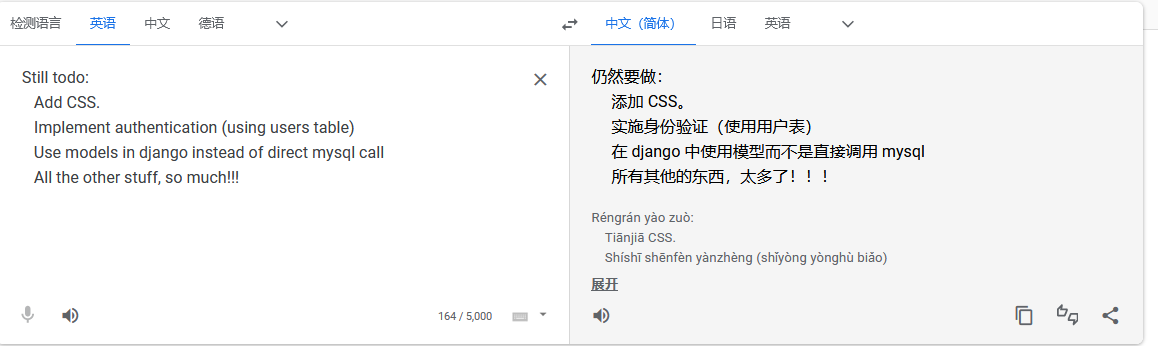 检测语言 英语 中文 德语
中文（简体） 日语 英语
Still todo:
Add CSS.
Implement authentication (using users table)
Use models in django instead of direct mysql call
All the other stuff, so much!!!
164 / 5,000
仍然要做：
添加 CSS。
实施身份验证（使用用户表）
在 django 中使用模型而不是直接调用 mysql
所有其他的东西，太多了！！！
Réngrán yào zuò:
Tiānjiā CSS.
Shíshī shēnfèn yànzhèng (shǐyòng yònghù biǎo)
展开